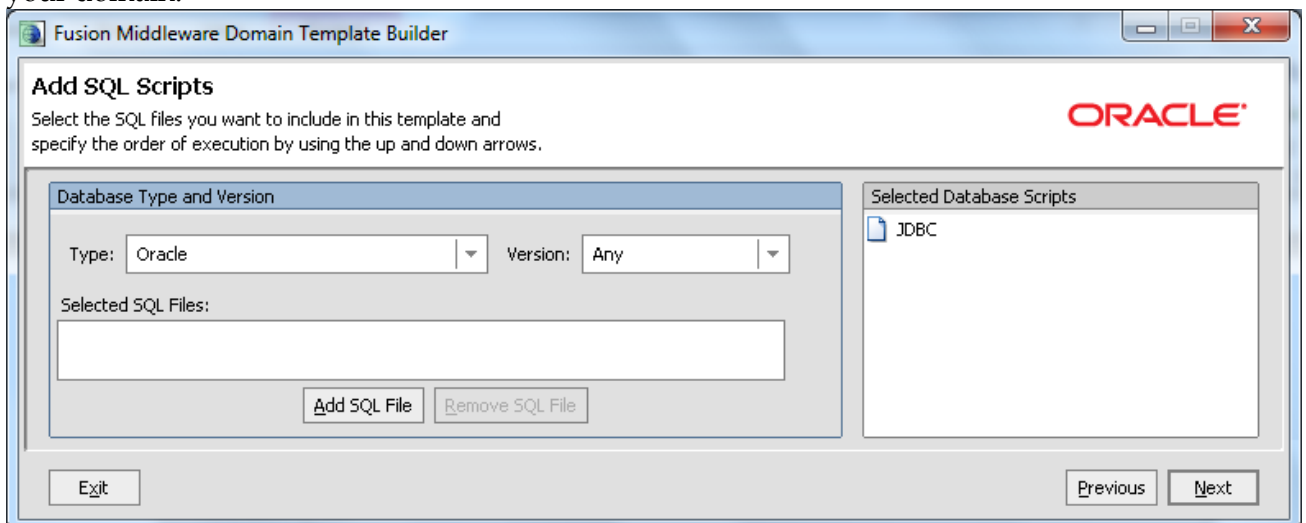 your domain.
Fusion Middleware Domain Template Builder
Add SQL Scripts
Select the SQL files you want to include in this template and
specify the order of execution by using the up and down arrows.
ORACLE
Database Type and Version
Type: Oracle Version: Any
Selected SQL Files:
Add SQL File Remove SQL File
Selected Database Scripts
JDBC
Exit Previous Next